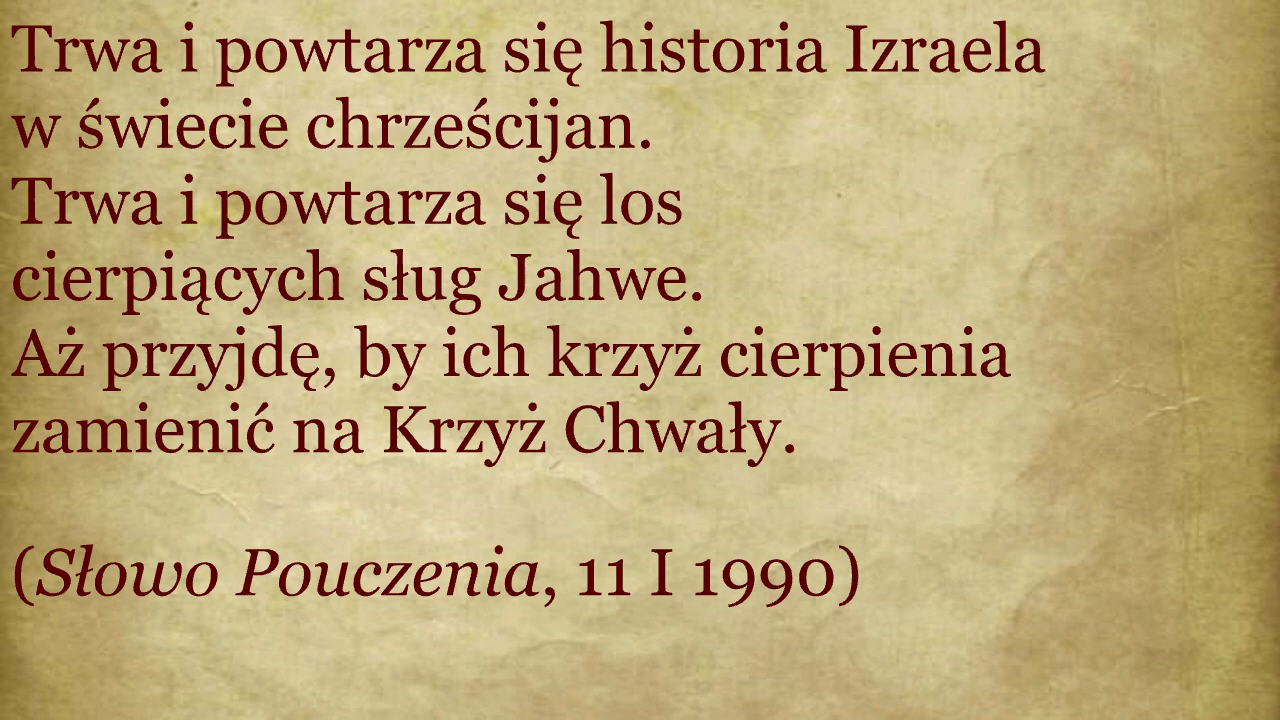 Trwa i powtarza się historia Izraela
w świecie chrześcijan.
Trwa i powtarza się los
cierpiących sług Jahwe.
Aż przyjdę, by ich krzyż cierpienia
zamienić na Krzyż Chwały.
(Słowo Pouczenia, 11 I 1990)